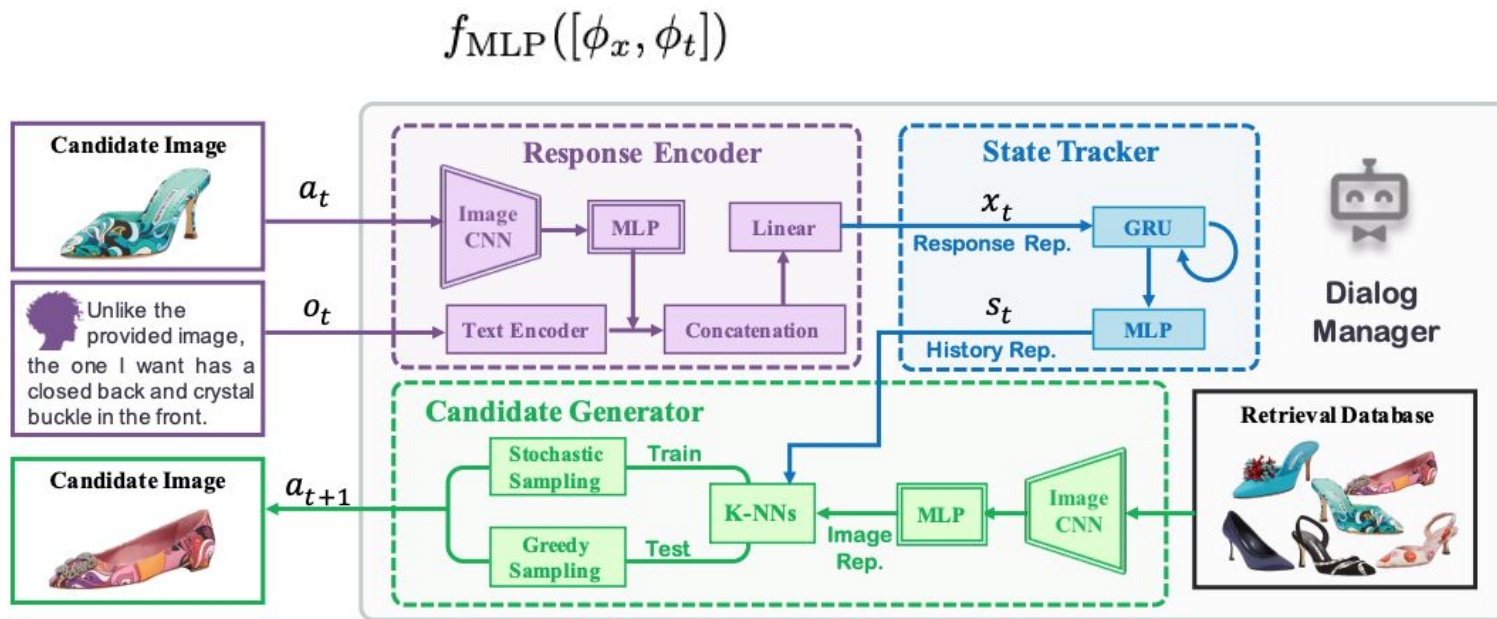 f_MLP([ϕ_x, ϕ_t])
Candidate Image
a_t
Unlike the
provided image,
the one I want has a
closed back and crystal
buckle in the front.
o_t
Response Encoder
Image
CNN
MLP
Linear
Text Encoder
Concatenation
State Tracker
x_t
Response Rep.
GRU
s_t
History Rep.
MLP
Dialog
Manager
Candidate Generator
Candidate Image
a_{t+1}
Stochastic
Sampling
Train
Greedy
Sampling
Test
K-NNs
Image
Rep.
MLP
Image
CNN
Retrieval Database